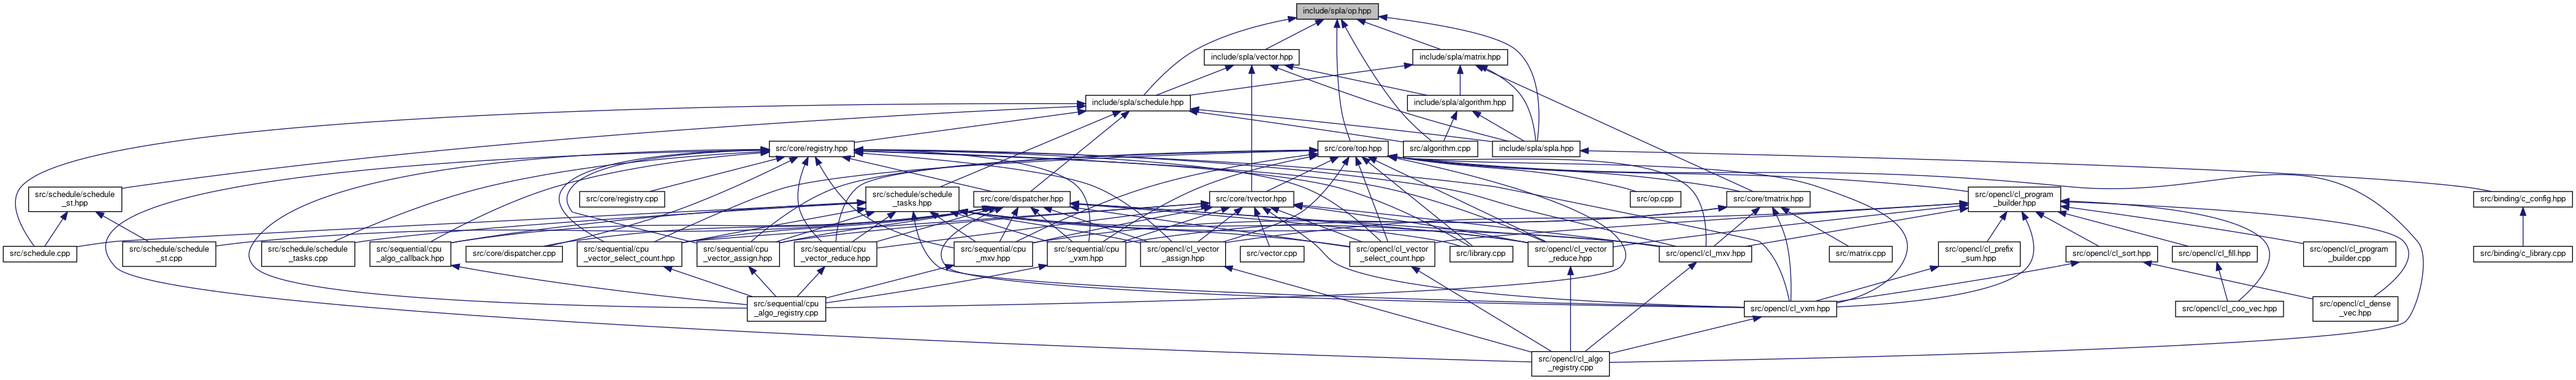 include/spla/op.hpp
include/spla/vector.hpp
include/spla/matrix.hpp
include/spla/schedule.hpp
include/spla/algorithm.hpp
src/core/registry.hpp
src/core/top.hpp
src/algorithm.cpp
include/spla/spla.hpp
src/schedule/schedule
_st.hpp
src/core/registry.cpp
src/schedule/schedule
_tasks.hpp
src/core/dispatcher.hpp
src/core/tvector.hpp
src/op.cpp
src/core/tmatrix.hpp
src/opencl/cl_program
_builder.hpp
src/binding/c_config.hpp
src/schedule.cpp
src/schedule/schedule
_st.cpp
src/schedule/schedule
_tasks.cpp
src/sequential/cpu
_algo_callback.hpp
src/core/dispatcher.cpp
src/sequential/cpu
_vector_select_count.hpp
src/sequential/cpu
_vector_assign.hpp
src/sequential/cpu
_vector_reduce.hpp
src/sequential/cpu
_mxv.hpp
src/sequential/cpu
_vxm.hpp
src/opencl/cl_vector
_assign.hpp
src/vector.cpp
src/opencl/cl_vector
_select_count.hpp
src/library.cpp
src/opencl/cl_vector
_reduce.hpp
src/opencl/cl_mxv.hpp
src/matrix.cpp
src/opencl/cl_prefix
_sum.hpp
src/opencl/cl_sort.hpp
src/opencl/cl_fill.hpp
src/opencl/cl_program
_builder.cpp
src/binding/c_library.cpp
src/sequential/cpu
_algo_registry.cpp
src/opencl/cl_vxm.hpp
src/opencl/cl_coo_vec.hpp
src/opencl/cl_dense
_vec.hpp
src/opencl/cl_algo
_registry.cpp